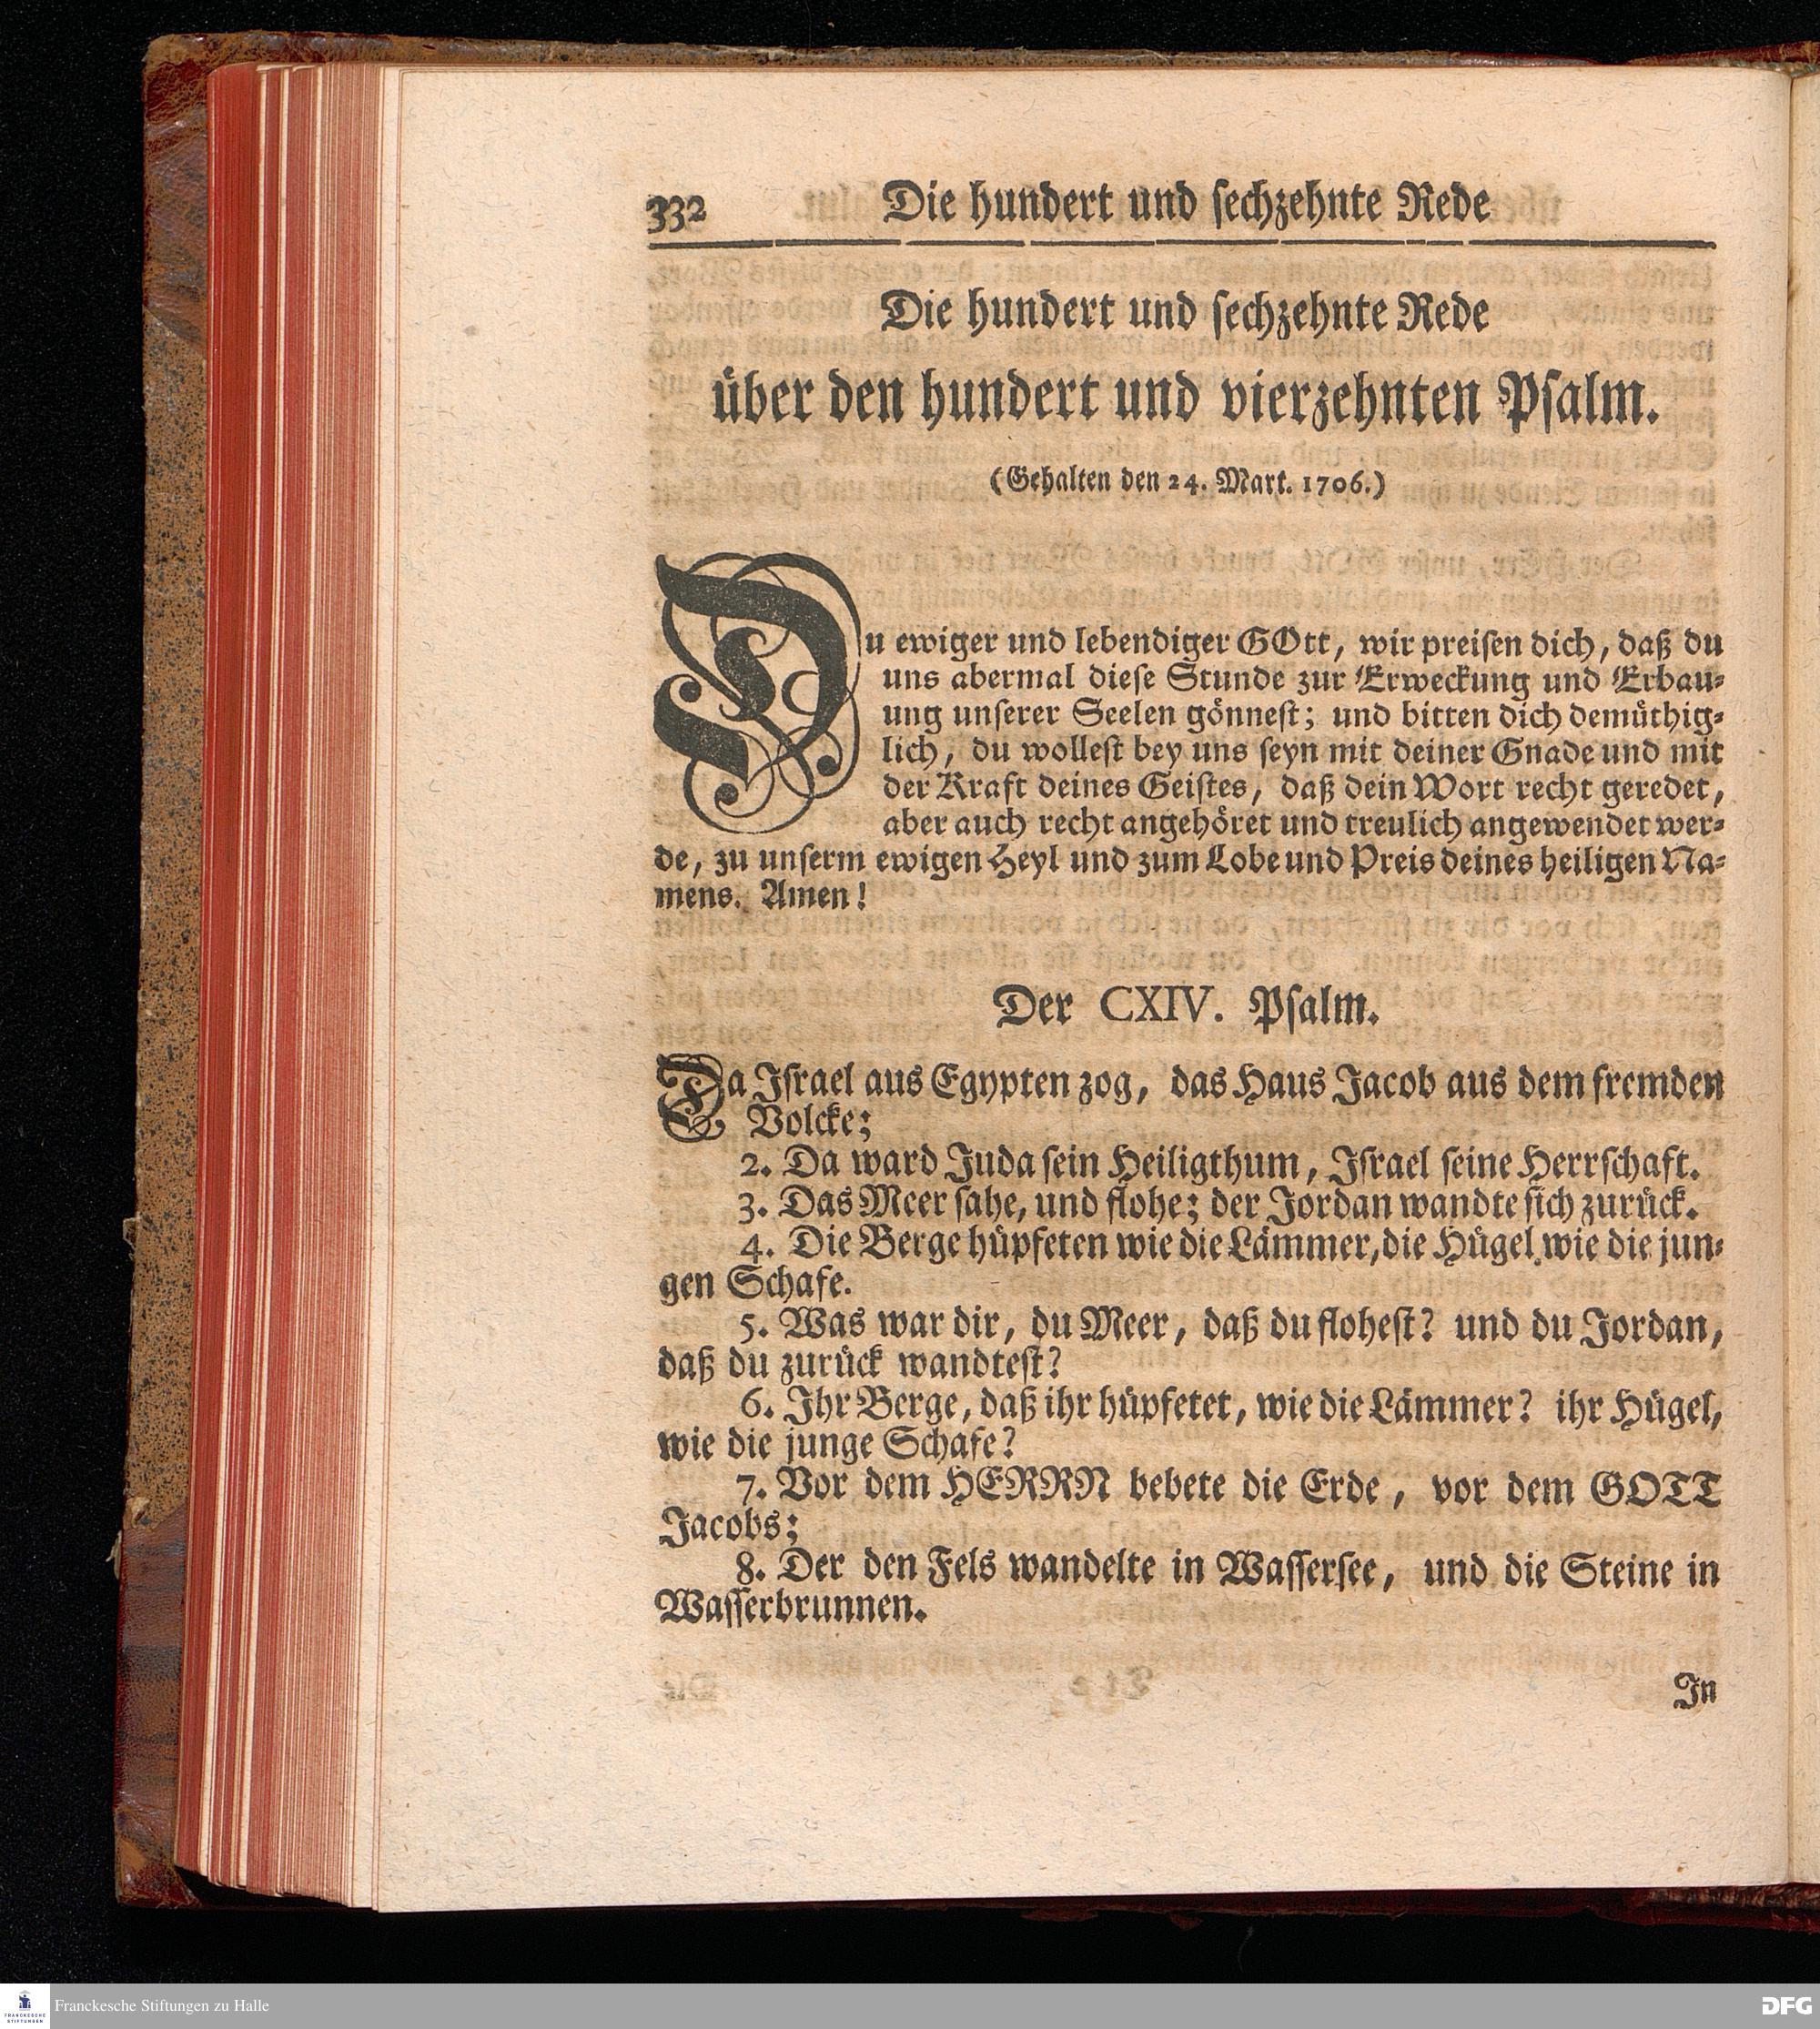 332 Die hundert und sechzehnte Rede
Die hundert und sechzehnte Rede
über den hundert und vierzehnten Psalm.
(Gehalten den 24. Mart. 1706.)
Du ewiger und lebendiger GOtt, wir preisen dich, daß du
uns abermal diese Stunde zur Erweckung und Erbau-
ung unserer Seelen gönnest; und bitten dich demüthig-
lich, du wollest bey uns seyn mit deiner Gnade und mit
der Kraft deines Geistes, daß dein Wort recht geredet,
aber auch recht angehöret und treulich angewendet wer-
de, zu unserm ewigen Heyl und zum Lobe und Preis deines heiligen Na-
mens. Amen!
Der CXIV. Psalm.
Da Israel aus Egypten zog, das Haus Jacob aus dem fremden
Volcke;
2. Da ward Juda sein Heiligthum, Israel seine Herrschaft.
3. Das Meer sahe, und flohe; der Jordan wandte sich zurück.
4. Die Berge hüpfeten wie die Lämmer, die Hügel wie die jun-
gen Schafe.
5. Was war dir, du Meer, daß du flohest? und du Jordan,
daß du zurück wandtest?
6. Ihr Berge, daß ihr hüpfetet, wie die Lämmer? ihr Hügel,
wie die junge Schafe?
7. Vor dem HERRN bebete die Erde, vor dem GOTT
Jacobs;
8. Der den Fels wandelte in Wassersee, und die Steine in
Wasserbrunnen.
In
FRANCKESCHE STIFTUNGEN
Franckesche Stiftungen zu Halle
DFG